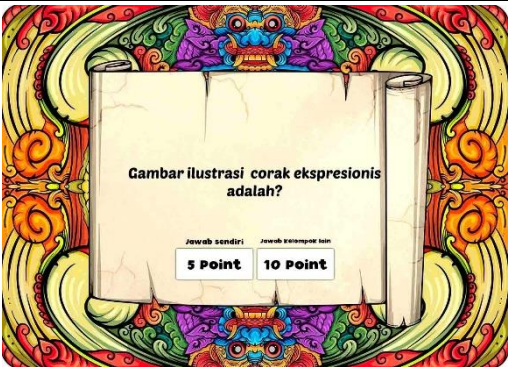 Gambar ilustrasi corak ekspresionis
adalah?
Jawab sendiri
Jawab Kelompok lain
5 Point
10 Point